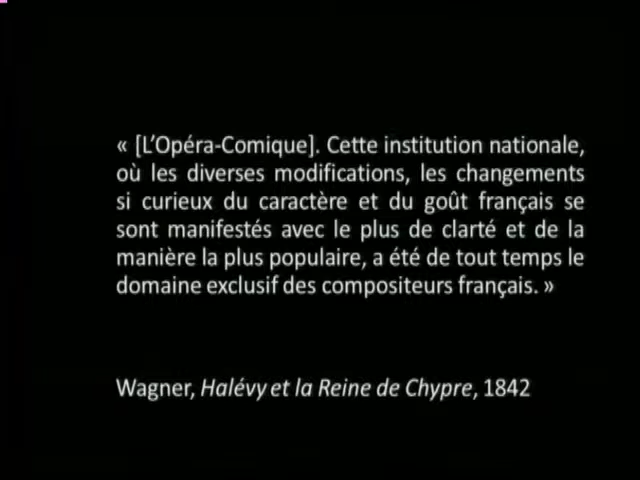 « [L’Opéra-Comique]. Cette institution nationale,
où les diverses modifications, les changements
si curieux du caractère et du goût français se
sont manifestés avec le plus de clarté et de la
manière la plus populaire, a été de tout temps le
domaine exclusif des compositeurs français. »
Wagner, Halévy et la Reine de Chypre, 1842